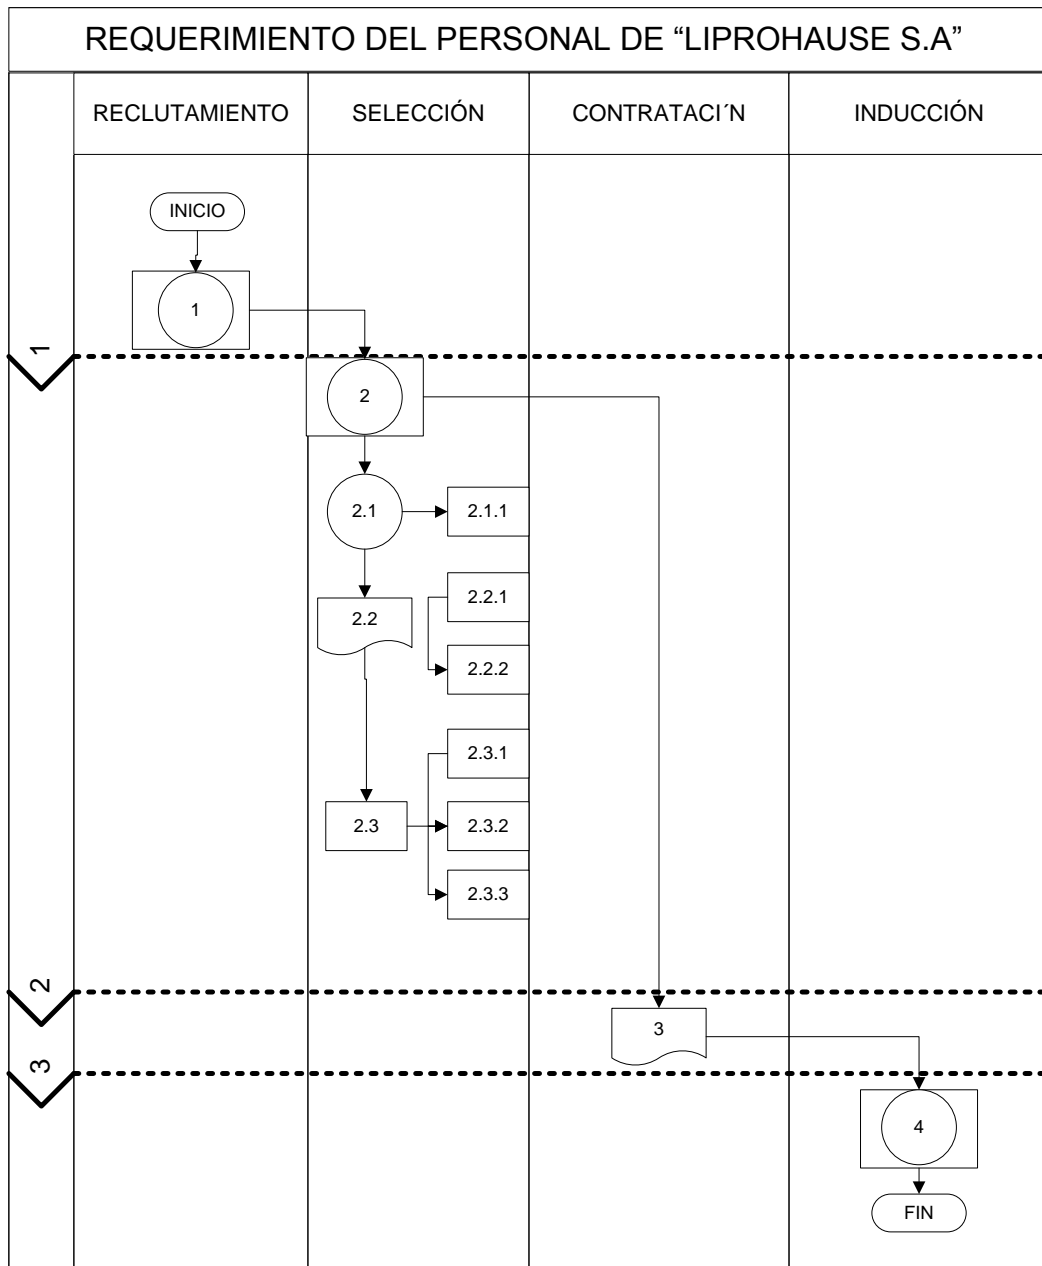 REQUERIMIENTO DEL PERSONAL DE “LIPROHAUSE S.A”
RECLUTAMIENTO
SELECCIÓN
CONTRATACI´N
INDUCCIÓN
INICIO
1
1
2
2.1
2.1.1
2.2.1
2.2
2.2.2
2.3.1
2.3
2.3.2
2.3.3
2
3
3
4
FIN